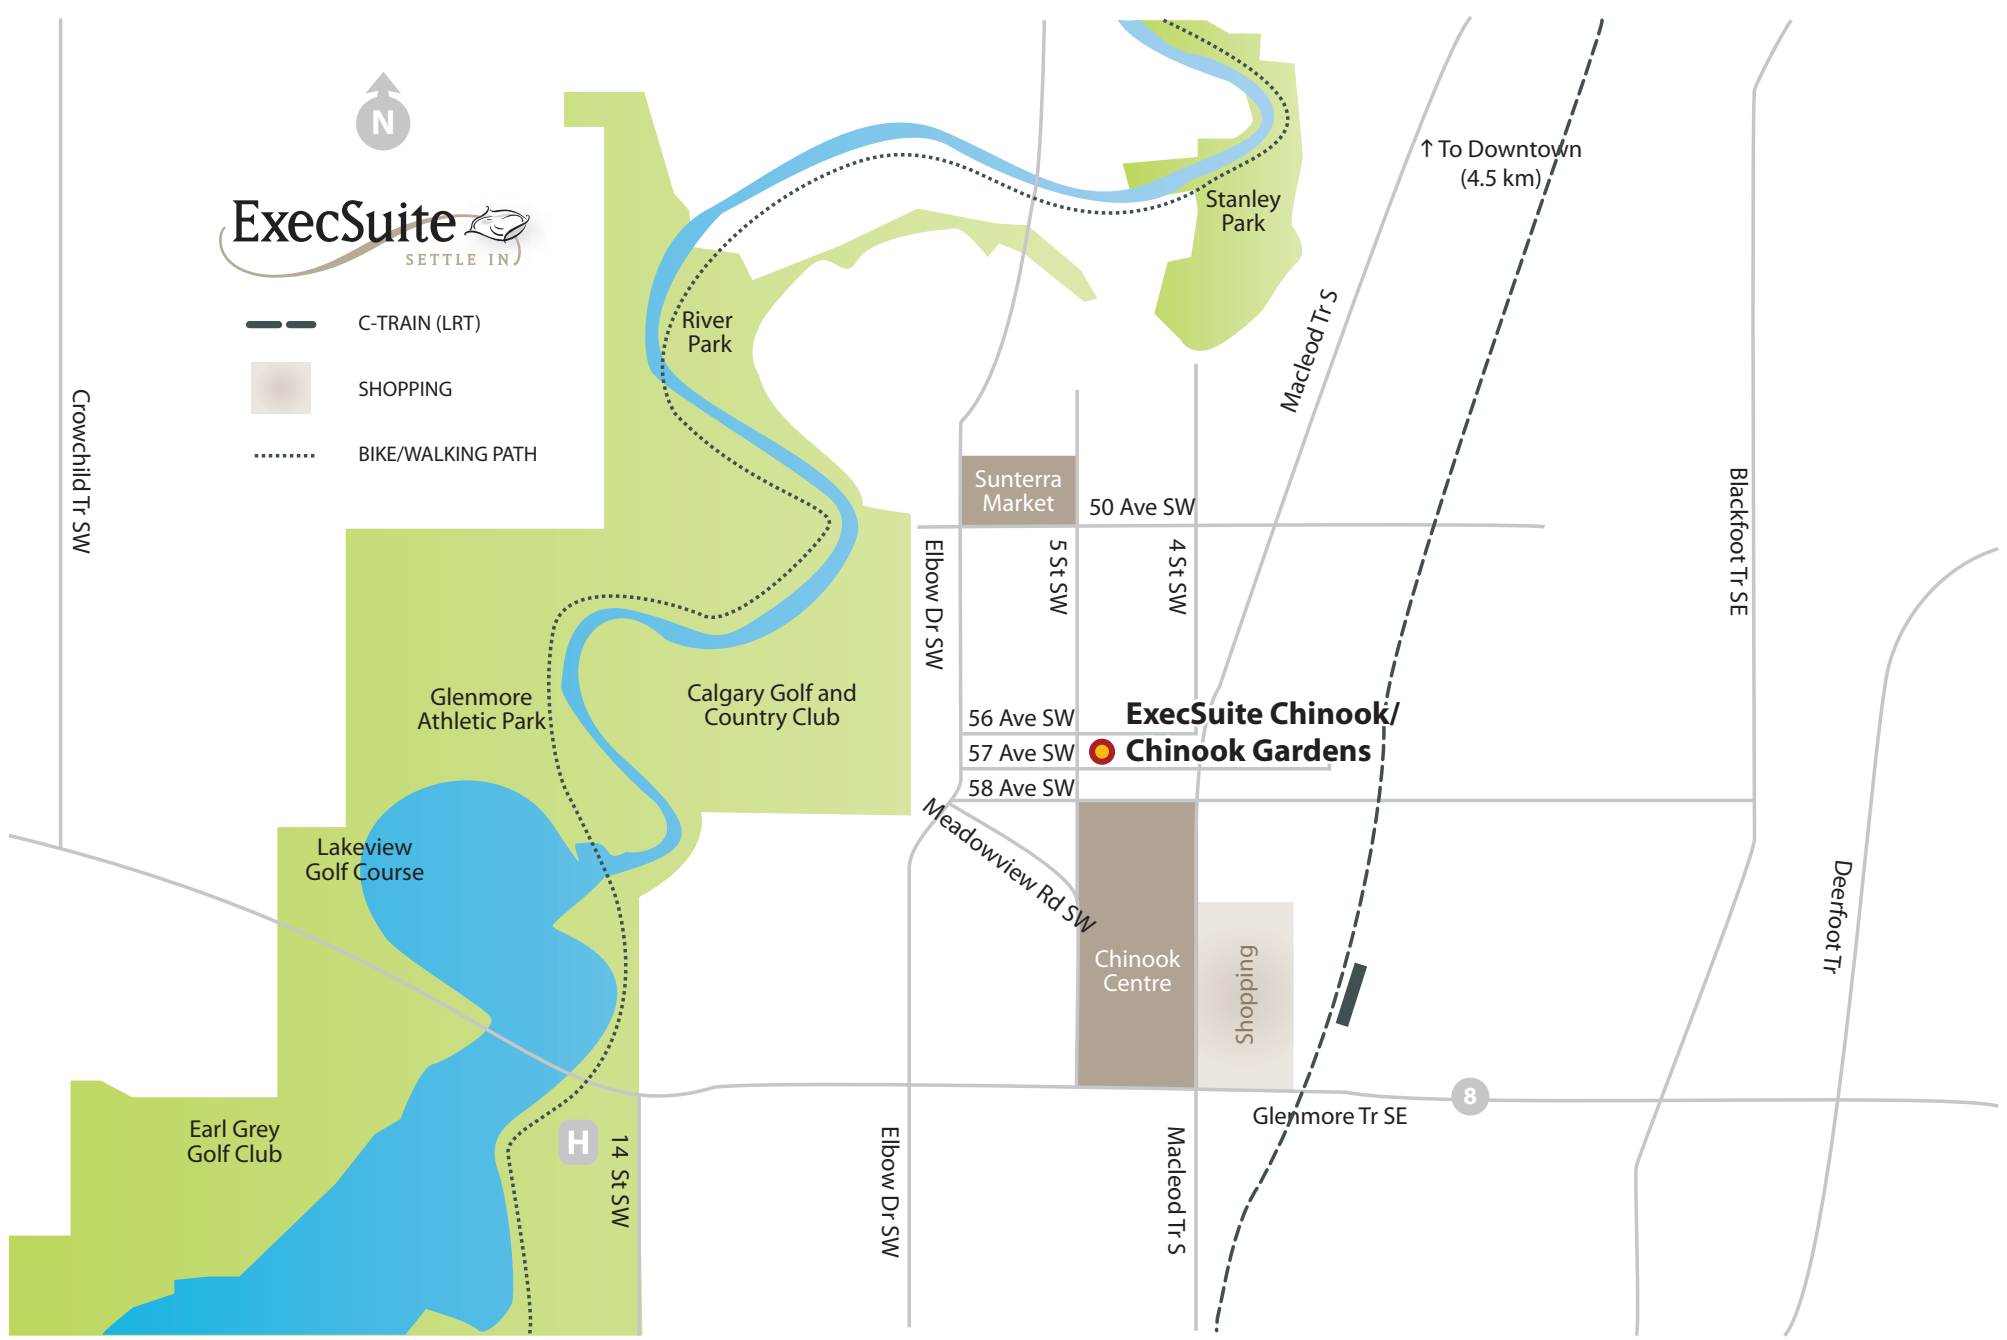 N
ExecSuite
SETTLE IN
C-TRAIN (LRT)
SHOPPING
BIKE/WALKING PATH
Crowchild Tr SW
River
Park
Stanley
Park
↑ To Downtown
(4.5 km)
Macleod Tr S
Sunterra
Market
50 Ave SW
Elbow Dr SW
5 St SW
4 St SW
Blackfoot Tr SE
Glenmore
Athletic Park
Calgary Golf and
Country Club
56 Ave SW
57 Ave SW
58 Ave SW
ExecSuite Chinook/
Chinook Gardens
Meadowview Rd SW
Lakeview
Golf Course
Chinook
Centre
Shopping
Deerfoot Tr
8
Glenmore Tr SE
Earl Grey
Golf Club
H
14 St SW
Elbow Dr SW
Macleod Tr S